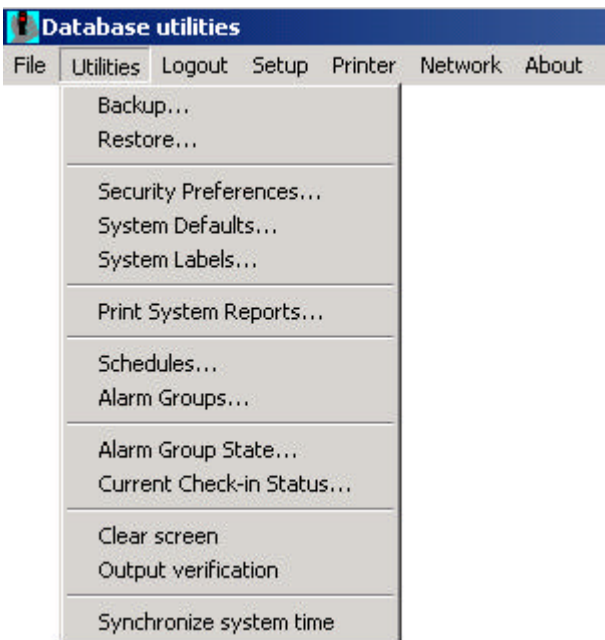 Database utilities
File Utilities Logout Setup Printer Network About
Backup...
Restore...
Security Preferences...
System Defaults...
System Labels...
Print System Reports...
Schedules...
Alarm Groups...
Alarm Group State...
Current Check-in Status...
Clear screen
Output verification
Synchronize system time